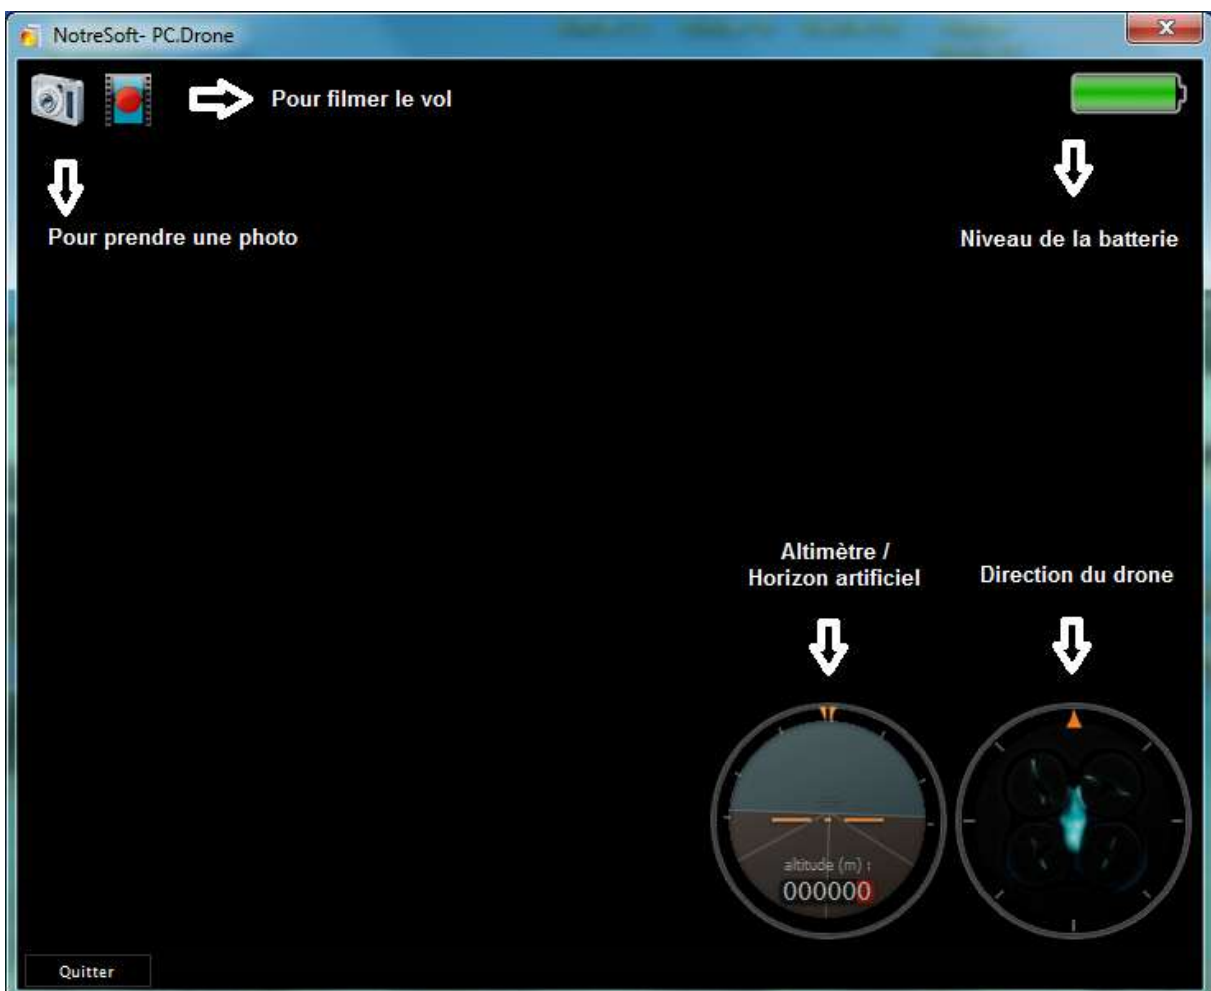 NotreSoft- PC.Drone
Pour filmer le vol
Pour prendre une photo
Niveau de la batterie
Altimètre /
Horizon artificiel
Direction du drone
altitude (m) :
000000
Quitter